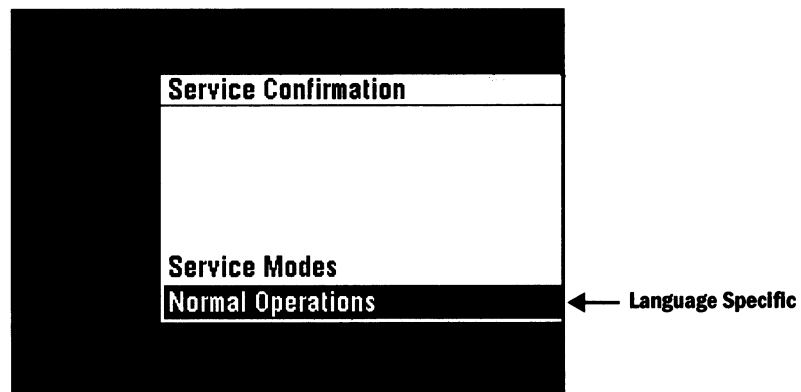 Service Confirmation
Service Modes
Normal Operations
Language Specific